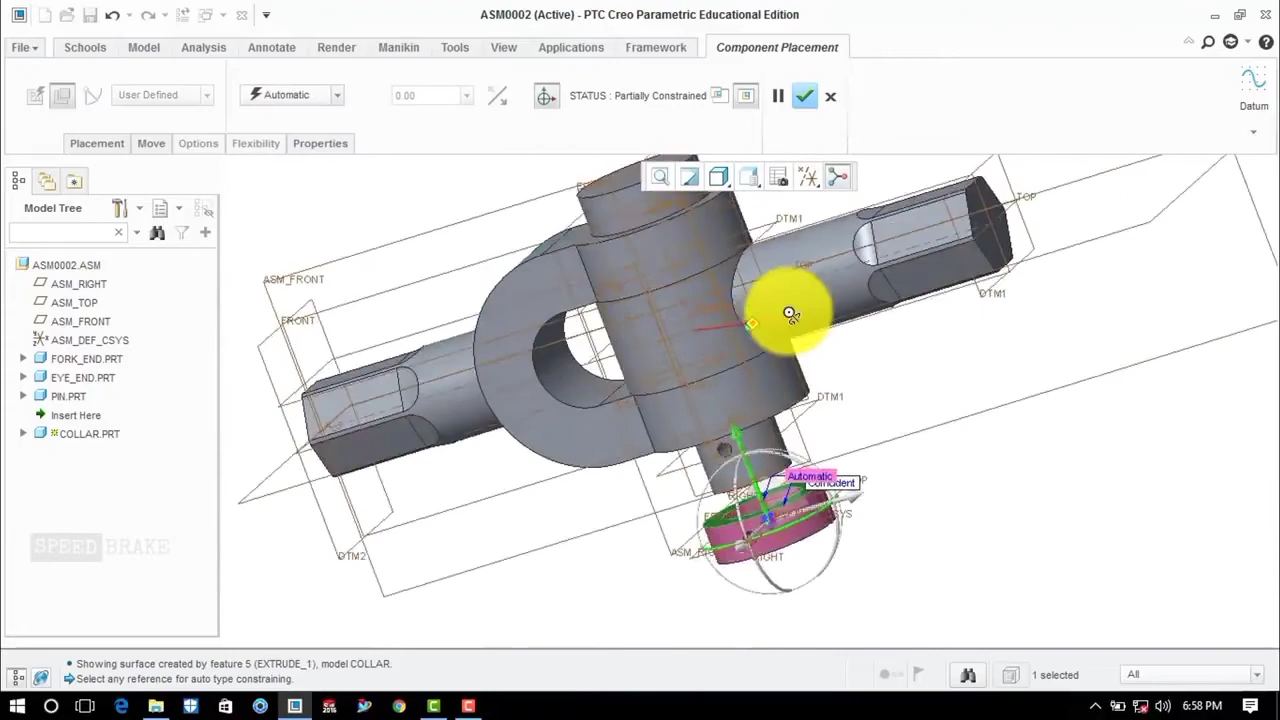 ASM0002 (Active) - PTC Creo Parametric Educational Edition
File Schools Model Analysis Annotate Render Manikin Tools View Applications Framework Component Placement
User Defined Automatic 0.00 STATUS : Partially Constrained
Datum
Placement Move Options Flexibility Properties
Model Tree
ASM0002.ASM
ASM_RIGHT
ASM_TOP
ASM_FRONT
ASM_DEF_CSYS
FORK_END.PRT
EYE_END.PRT
PIN.PRT
Insert Here
COLLAR.PRT
TOP
DTM1
ASM_FRONT
TOP
DTM1
FRONT
DTM1
Automatic
Coincident
RIGHT
DTM2
RIGHT
SPEED BRAKE
Showing surface created by feature 5 (EXTRUDE_1), model COLLAR.
Select any reference for auto type constraining.
1 selected
All
2015
6:58 PM